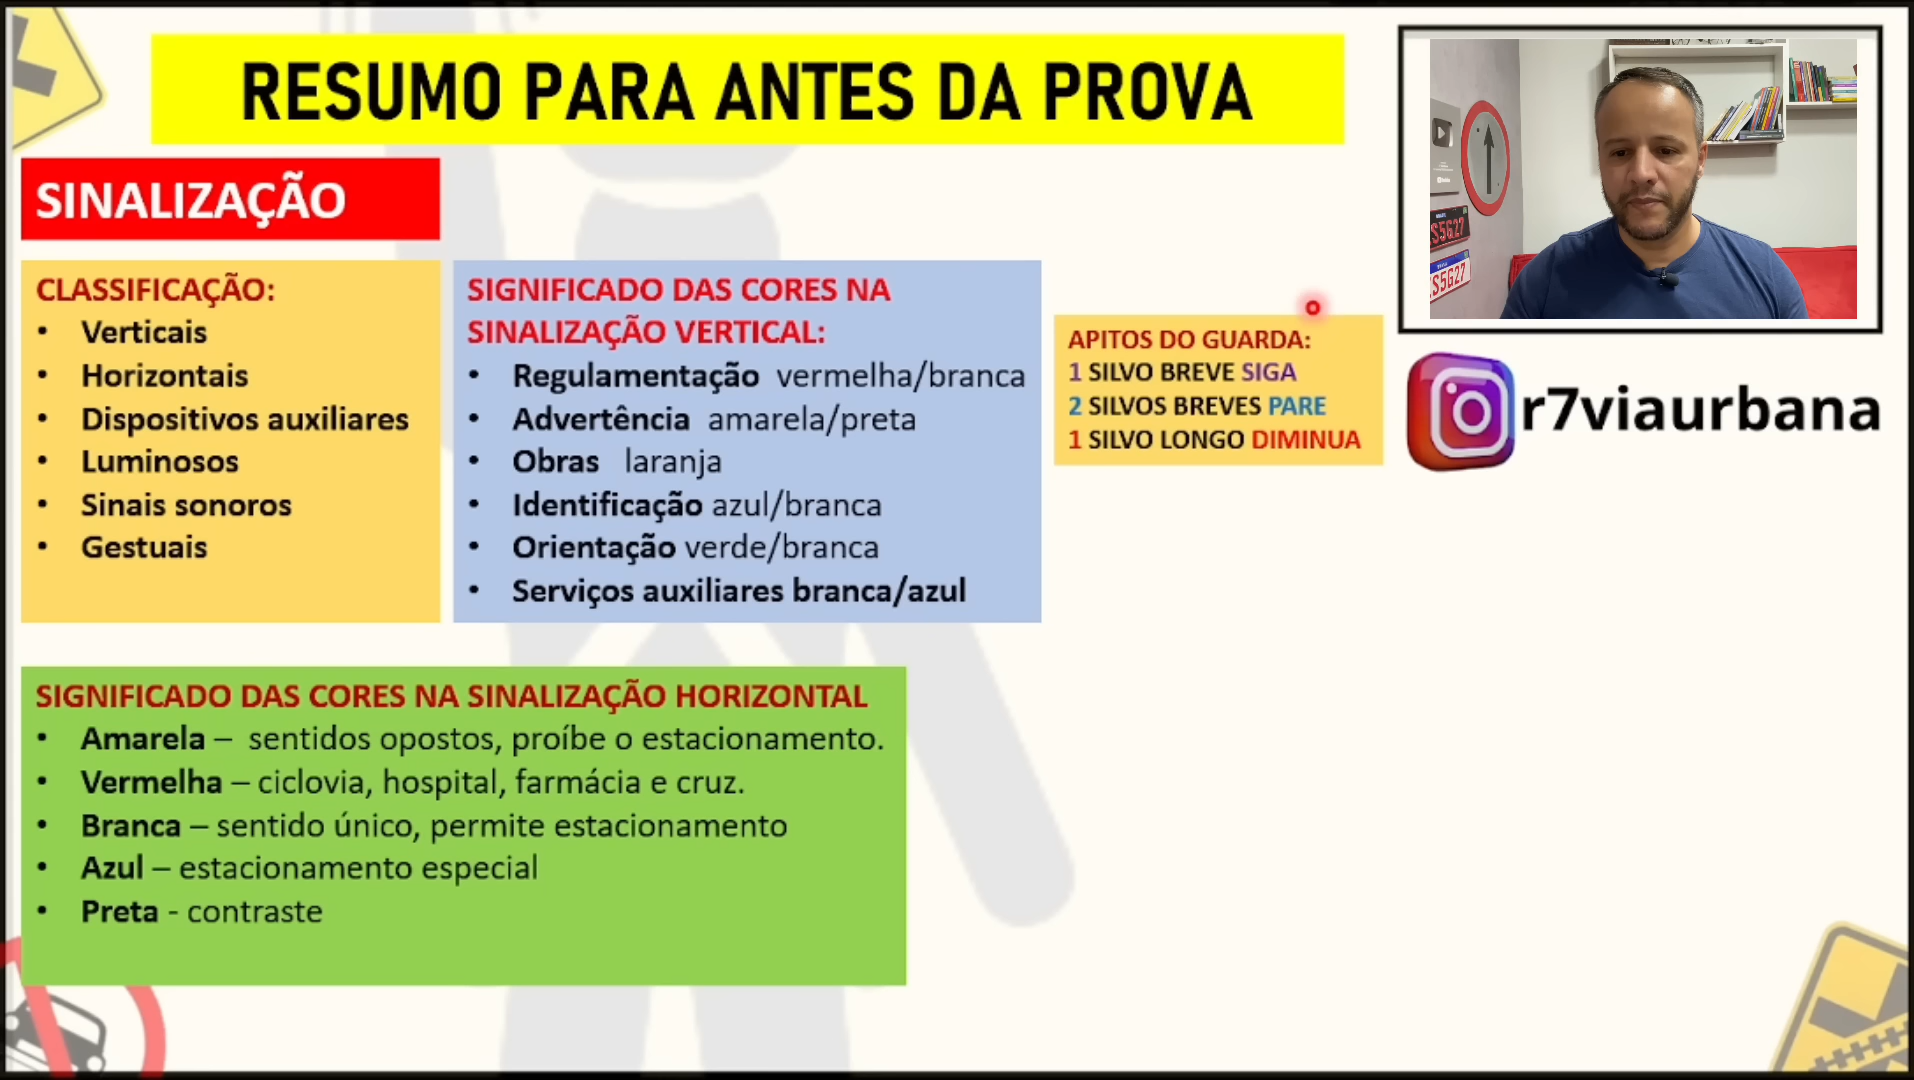 RESUMO PARA ANTES DA PROVA
SINALIZAÇÃO
CLASSIFICAÇÃO:
• Verticais
• Horizontais
• Dispositivos auxiliares
• Luminosos
• Sinais sonoros
• Gestuais
SIGNIFICADO DAS CORES NA
SINALIZAÇÃO VERTICAL:
• Regulamentação vermelha/branca
• Advertência amarela/preta
• Obras laranja
• Identificação azul/branca
• Orientação verde/branca
• Serviços auxiliares branca/azul
APITOS DO GUARDA:
1 SILVO BREVE SIGA
2 SILVOS BREVES PARE
1 SILVO LONGO DIMINUA
S5G27
S5G27
r7viaurbana
SIGNIFICADO DAS CORES NA SINALIZAÇÃO HORIZONTAL
• Amarela – sentidos opostos, proíbe o estacionamento.
• Vermelha – ciclovia, hospital, farmácia e cruz.
• Branca – sentido único, permite estacionamento
• Azul – estacionamento especial
• Preta - contraste